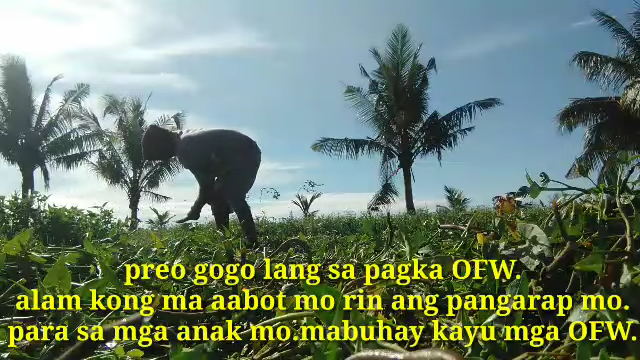 preo gogo lang sa pagka OFW.
alam kong ma aabot mo rin ang pangarap mo.
para sa mga anak mo.mabuhay kayu mga OFW.